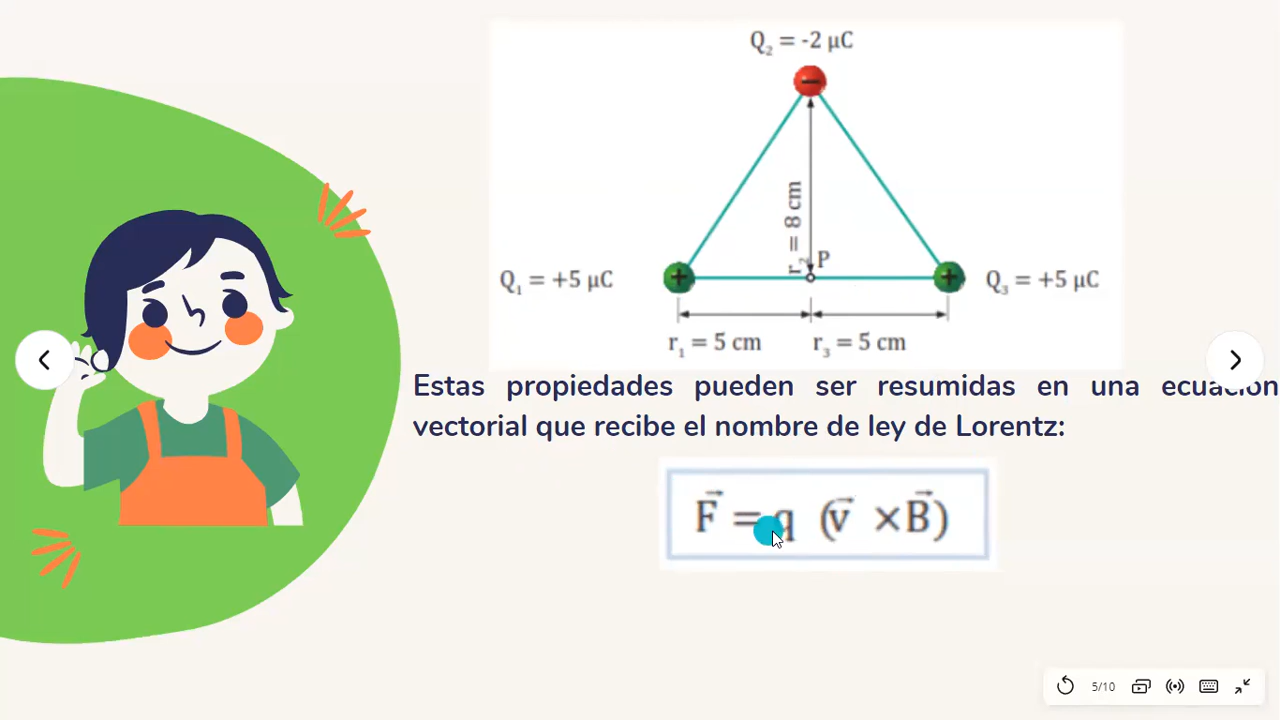 Q₂ = -2 μC
r₂ = 8 cm
P
Q₁ = +5 μC
Q₃ = +5 μC
r₁ = 5 cm
r₃ = 5 cm
Estas propiedades pueden ser resumidas en una ecuación
vectorial que recibe el nombre de ley de Lorentz:
F⃗ = q (v⃗ ×B⃗)
5/10